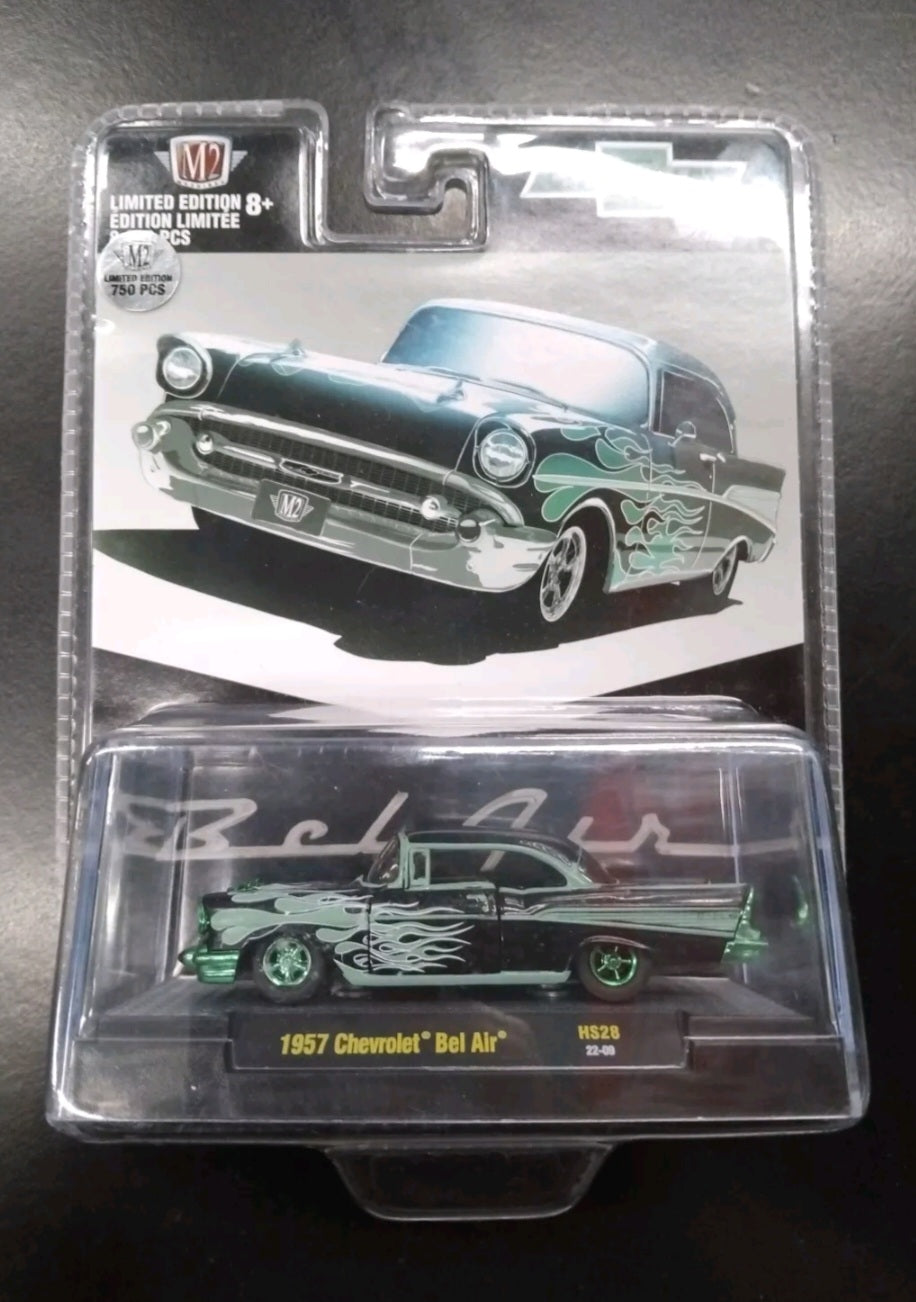 M2
LIMITED EDITION 8+
ÉDITION LIMITÉE
PCS
M2
LIMITED EDITION
750 PCS
M2
Bel Air
1957 Chevrolet® Bel Air® HS28
22-09